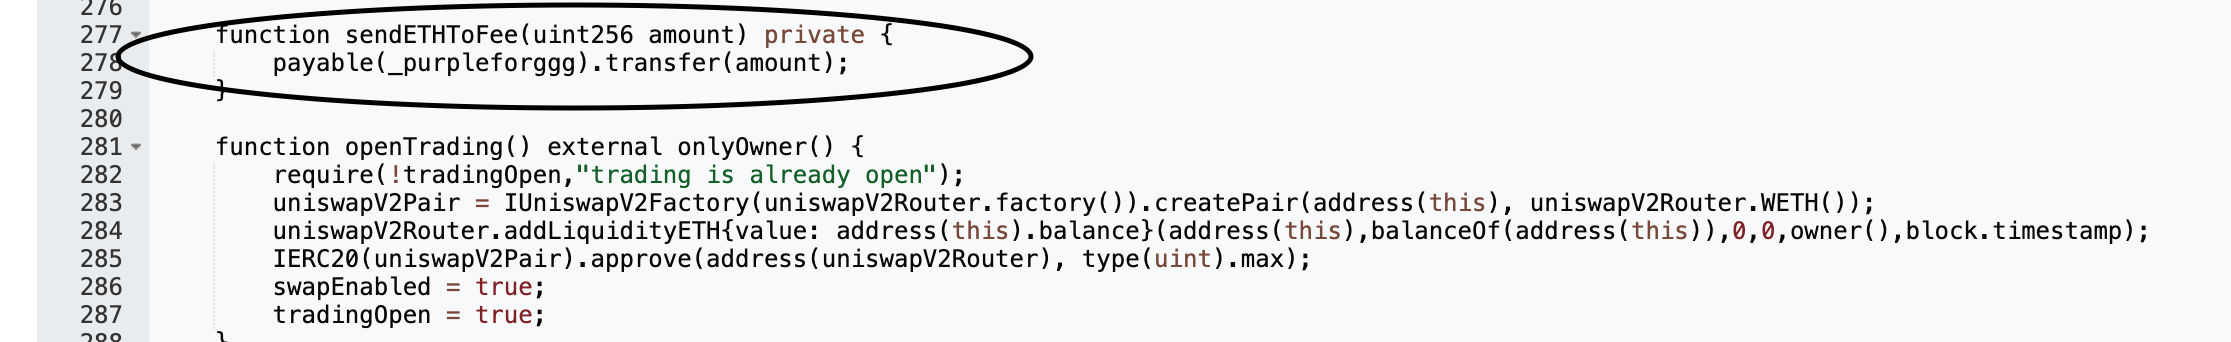 276
277 function sendETHToFee(uint256 amount) private {
278 payable(_purpleforggg).transfer(amount);
279 }
280
281 function openTrading() external onlyOwner() {
282 require(!tradingOpen,"trading is already open");
283 uniswapV2Pair = IUniswapV2Factory(uniswapV2Router.factory()).createPair(address(this), uniswapV2Router.WETH());
284 uniswapV2Router.addLiquidityETH{value: address(this).balance}(address(this),balanceOf(address(this)),0,0,owner(),block.timestamp);
285 IERC20(uniswapV2Pair).approve(address(uniswapV2Router), type(uint).max);
286 swapEnabled = true;
287 tradingOpen = true;
288 }